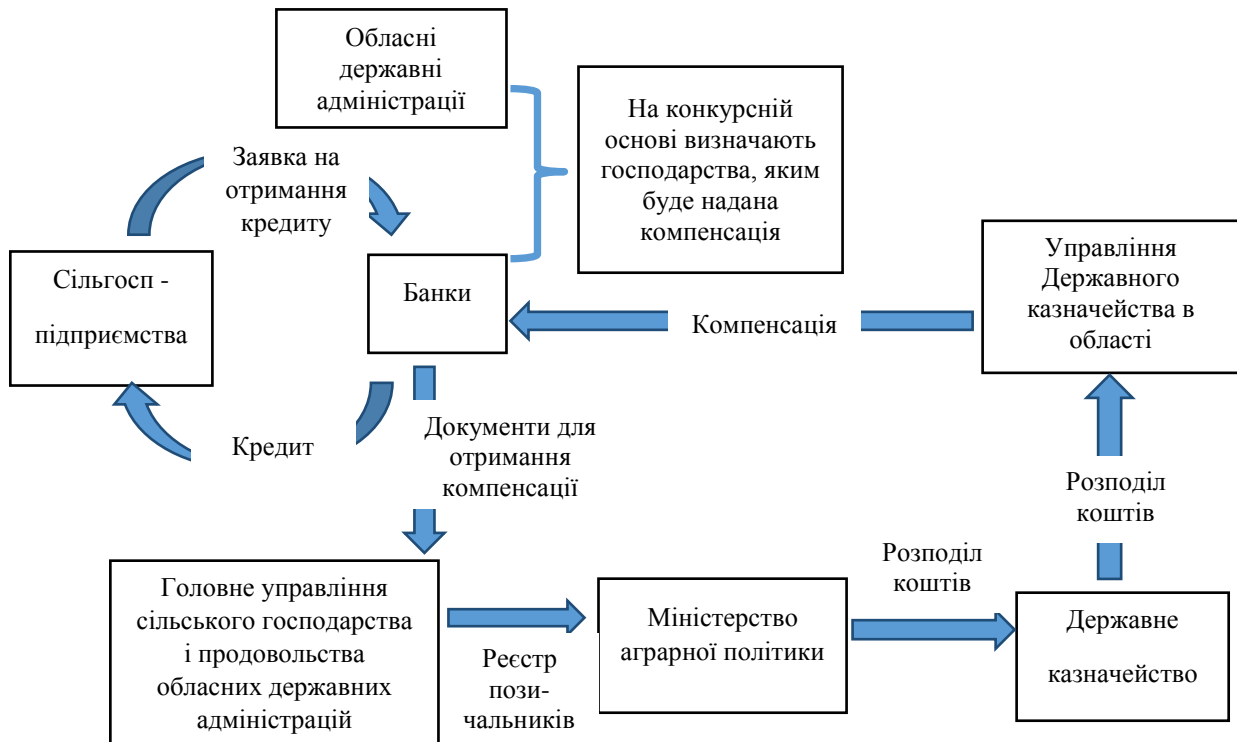 Обласні
державні
адміністрації
На конкурсній
основі визначають
господарства, яким
буде надана
компенсація
Заявка на
отримання
кредиту
Сільгосп -
підприємства
Банки
Компенсація
Управління
Державного
казначейства в
області
Кредит
Документи для
отримання
компенсації
Розподіл
коштів
Головне управління
сільського господарства
і продовольства
обласних державних
адміністрацій
Реєстр
пози-
чальників
Міністерство
аграрної політики
Розподіл
коштів
Державне
казначейство